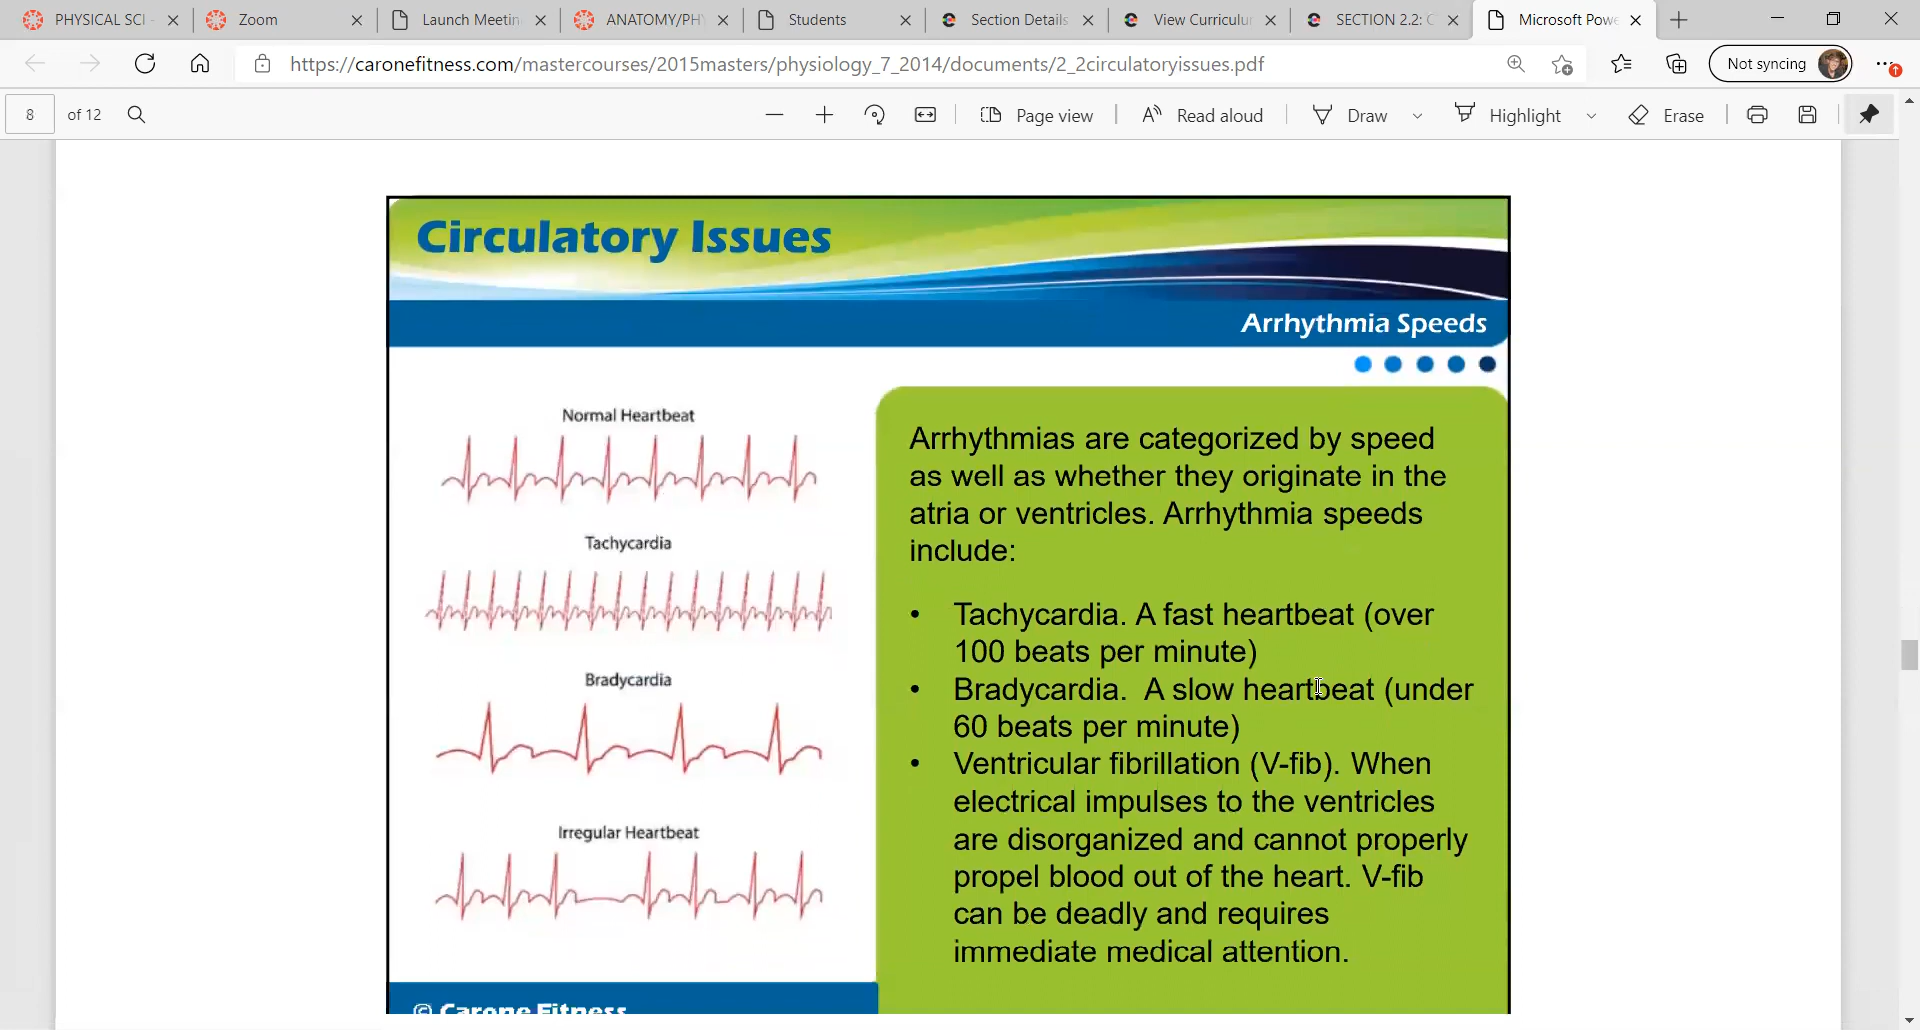 PHYSICAL SCI -
Zoom
Launch Meetin
ANATOMY/PH
Students
Section Details
View Curriculu
SECTION 2.2: C
Microsoft Powe
https://caronefitness.com/mastercourses/2015masters/physiology_7_2014/documents/2_2circulatoryissues.pdf
Not syncing
8 of 12
Page view
Read aloud
Draw
Highlight
Erase
Circulatory Issues
Arrhythmia Speeds
Normal Heartbeat
Tachycardia
Bradycardia
Irregular Heartbeat
Arrhythmias are categorized by speed
as well as whether they originate in the
atria or ventricles. Arrhythmia speeds
include:
• Tachycardia. A fast heartbeat (over
100 beats per minute)
• Bradycardia. A slow heartbeat (under
60 beats per minute)
• Ventricular fibrillation (V-fib). When
electrical impulses to the ventricles
are disorganized and cannot properly
propel blood out of the heart. V-fib
can be deadly and requires
immediate medical attention.
© Carone Fitness